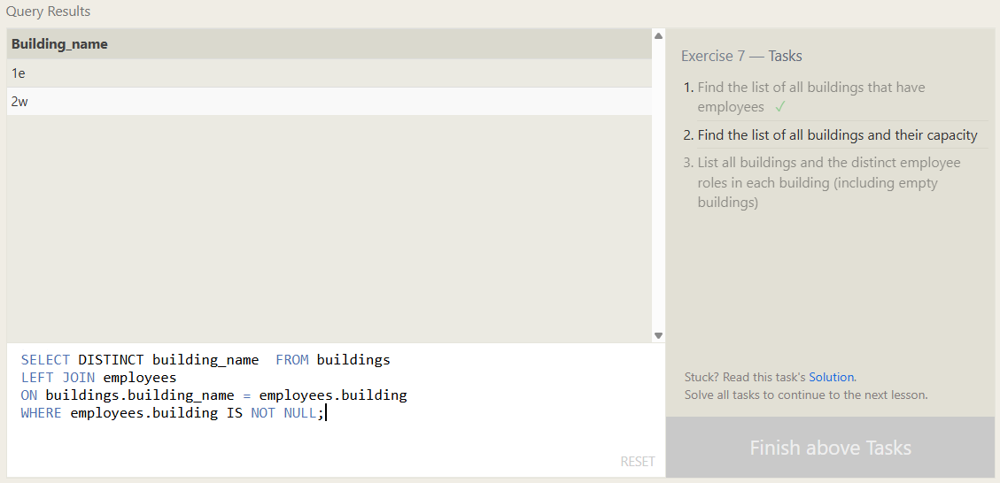 Query Results
Building_name
1e
2w
SELECT DISTINCT building_name  FROM buildings
LEFT JOIN employees
ON buildings.building_name = employees.building
WHERE employees.building IS NOT NULL;
RESET
Exercise 7 — Tasks
1. Find the list of all buildings that have
employees ✓
2. Find the list of all buildings and their capacity
3. List all buildings and the distinct employee
roles in each building (including empty
buildings)
Stuck? Read this task's Solution.
Solve all tasks to continue to the next lesson.
Finish above Tasks